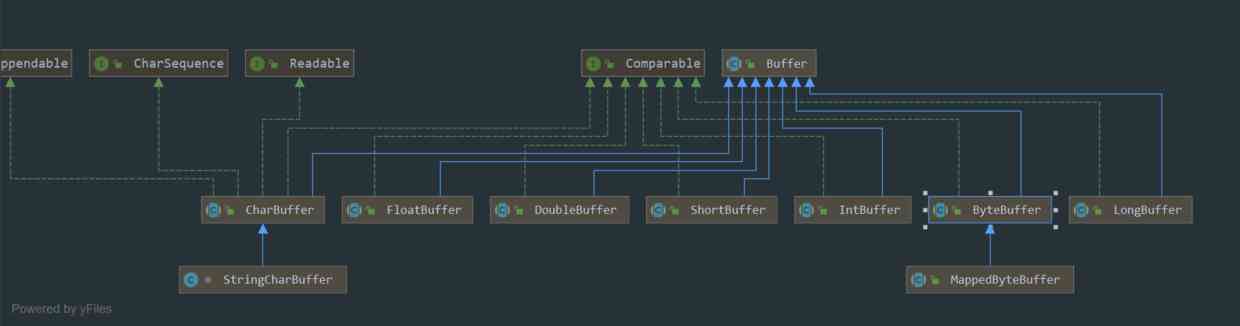 ppendable
CharSequence
Readable
Comparable
Buffer
CharBuffer
FloatBuffer
DoubleBuffer
ShortBuffer
IntBuffer
ByteBuffer
LongBuffer
StringCharBuffer
MappedByteBuffer
Powered by yFiles